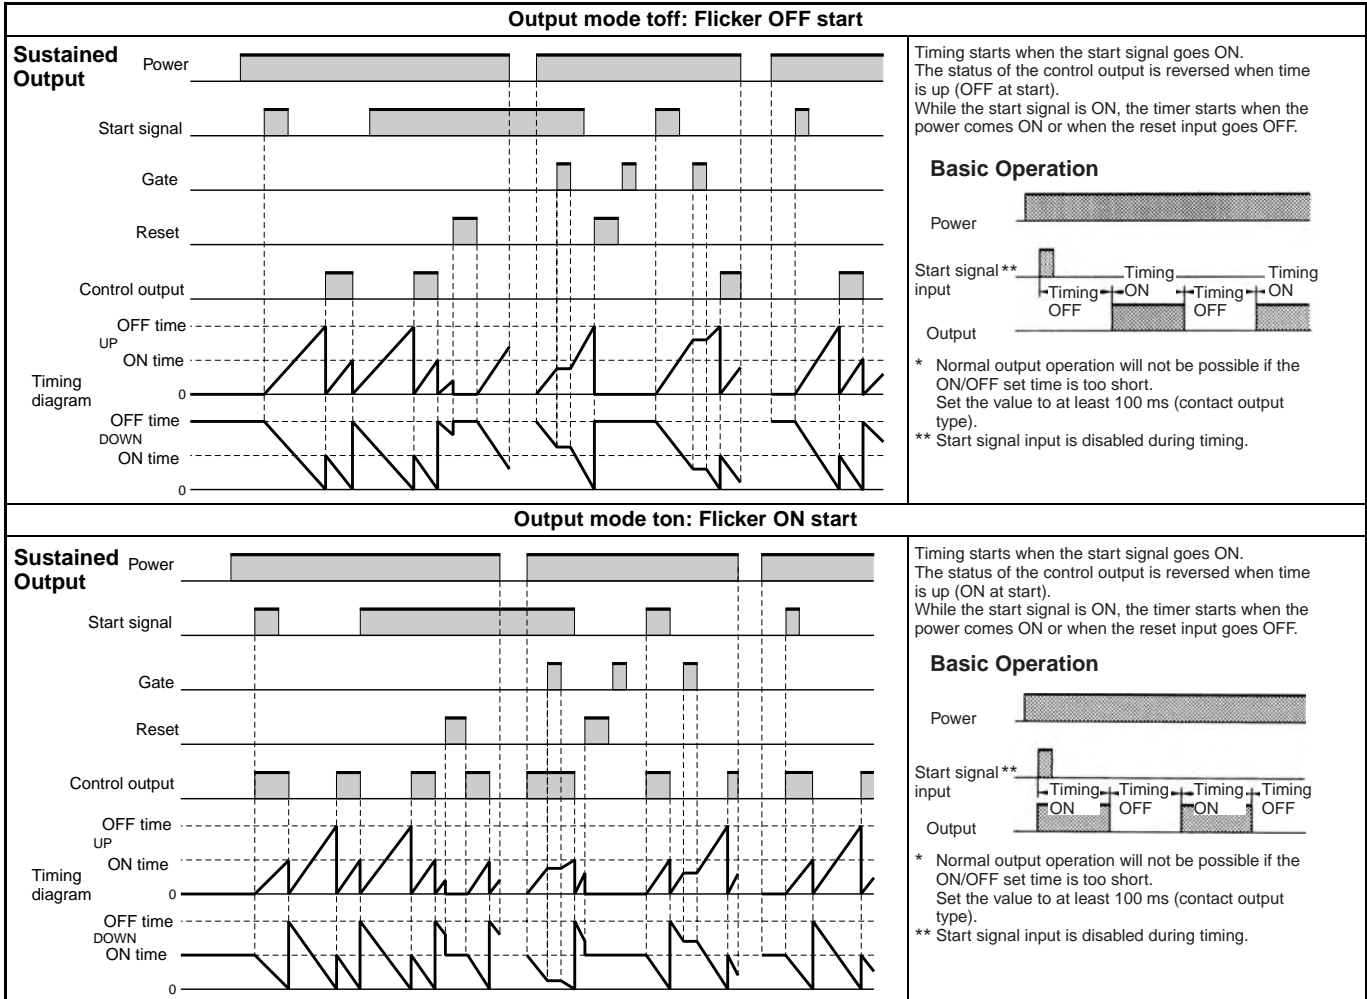 Output mode toff: Flicker OFF start
Sustained
Output
Power
Start signal
Gate
Reset
Control output
OFF time
UP
ON time
Timing
diagram
0
OFF time
DOWN
ON time
0
Timing starts when the start signal goes ON.
The status of the control output is reversed when time
is up (OFF at start).
While the start signal is ON, the timer starts when the
power comes ON or when the reset input goes OFF.
Basic Operation
Power
Start signal **
input
Timing
OFF
Timing
ON
Timing
OFF
Timing
ON
Output
* Normal output operation will not be possible if the
ON/OFF set time is too short.
Set the value to at least 100 ms (contact output
type).
** Start signal input is disabled during timing.
Output mode ton: Flicker ON start
Sustained
Output
Power
Start signal
Gate
Reset
Control output
OFF time
UP
ON time
Timing
diagram
0
OFF time
DOWN
ON time
0
Timing starts when the start signal goes ON.
The status of the control output is reversed when time
is up (ON at start).
While the start signal is ON, the timer starts when the
power comes ON or when the reset input goes OFF.
Basic Operation
Power
Start signal **
input
Timing
ON
Timing
OFF
Timing
ON
Timing
OFF
Output
* Normal output operation will not be possible if the
ON/OFF set time is too short.
Set the value to at least 100 ms (contact output
type).
** Start signal input is disabled during timing.